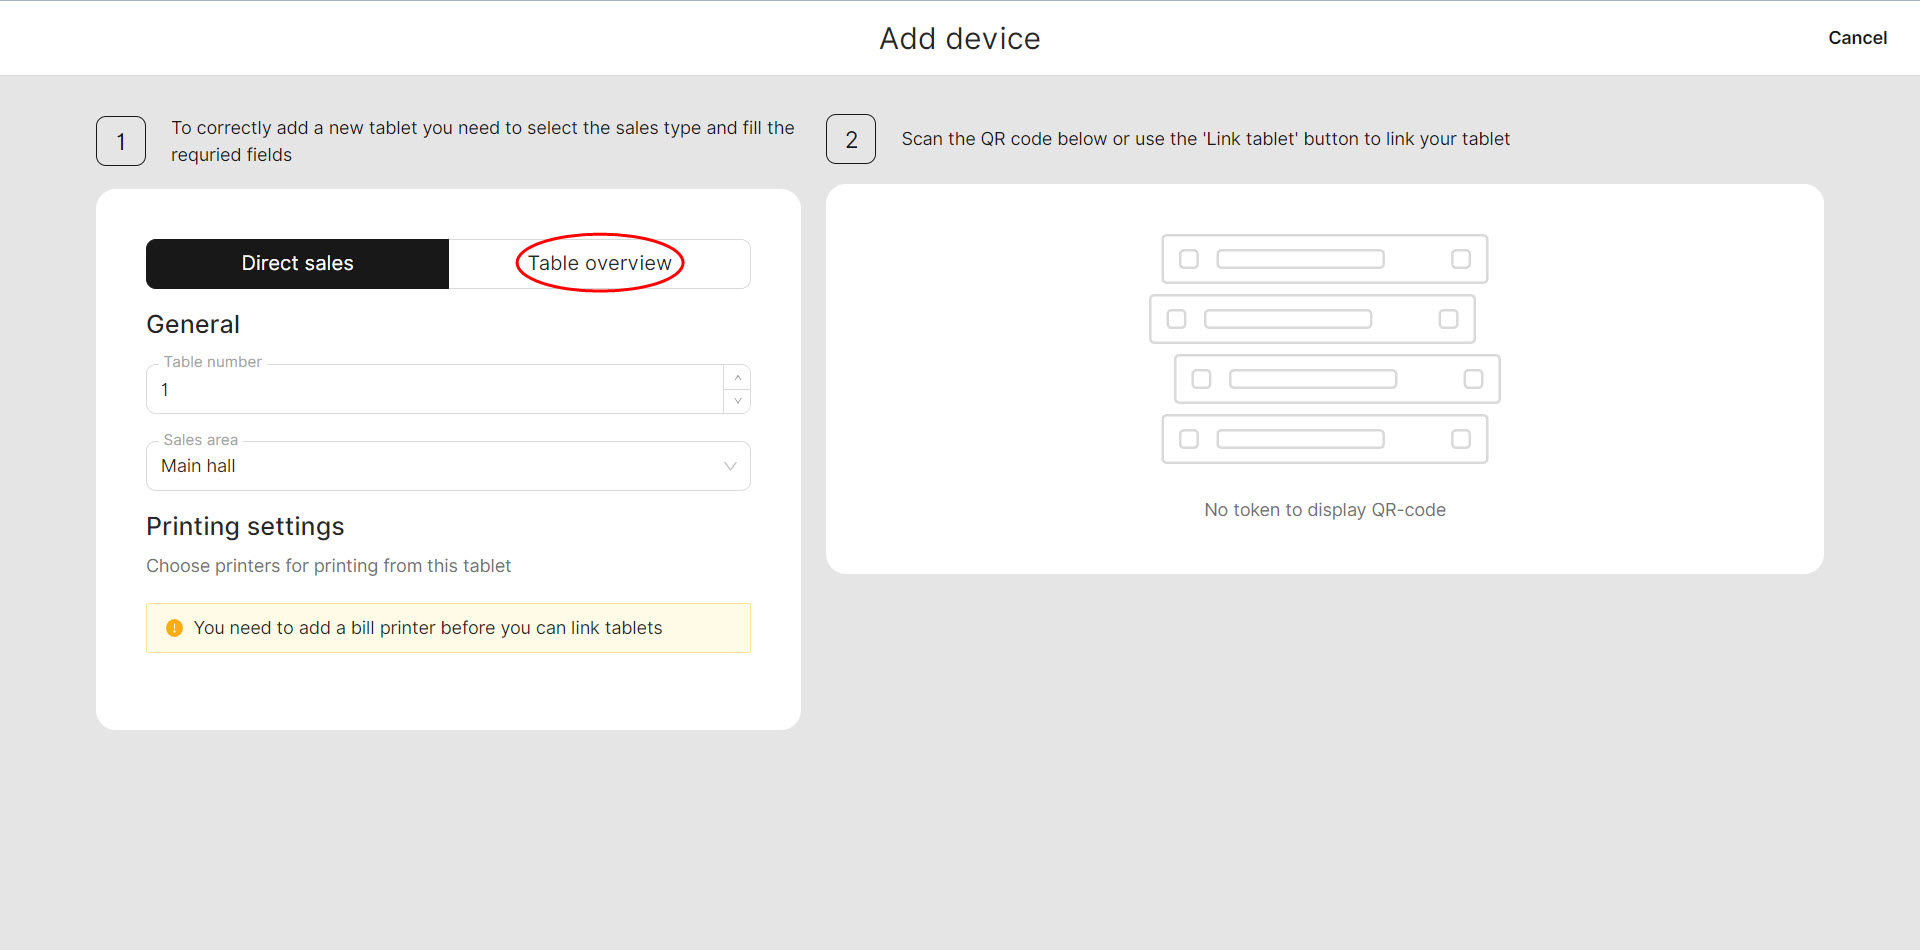 Add device
Cancel
1
To correctly add a new tablet you need to select the sales type and fill the
requried fields
2
Scan the QR code below or use the 'Link tablet' button to link your tablet
Direct sales
Table overview
General
Table number
1
Sales area
Main hall
Printing settings
Choose printers for printing from this tablet
You need to add a bill printer before you can link tablets
No token to display QR-code